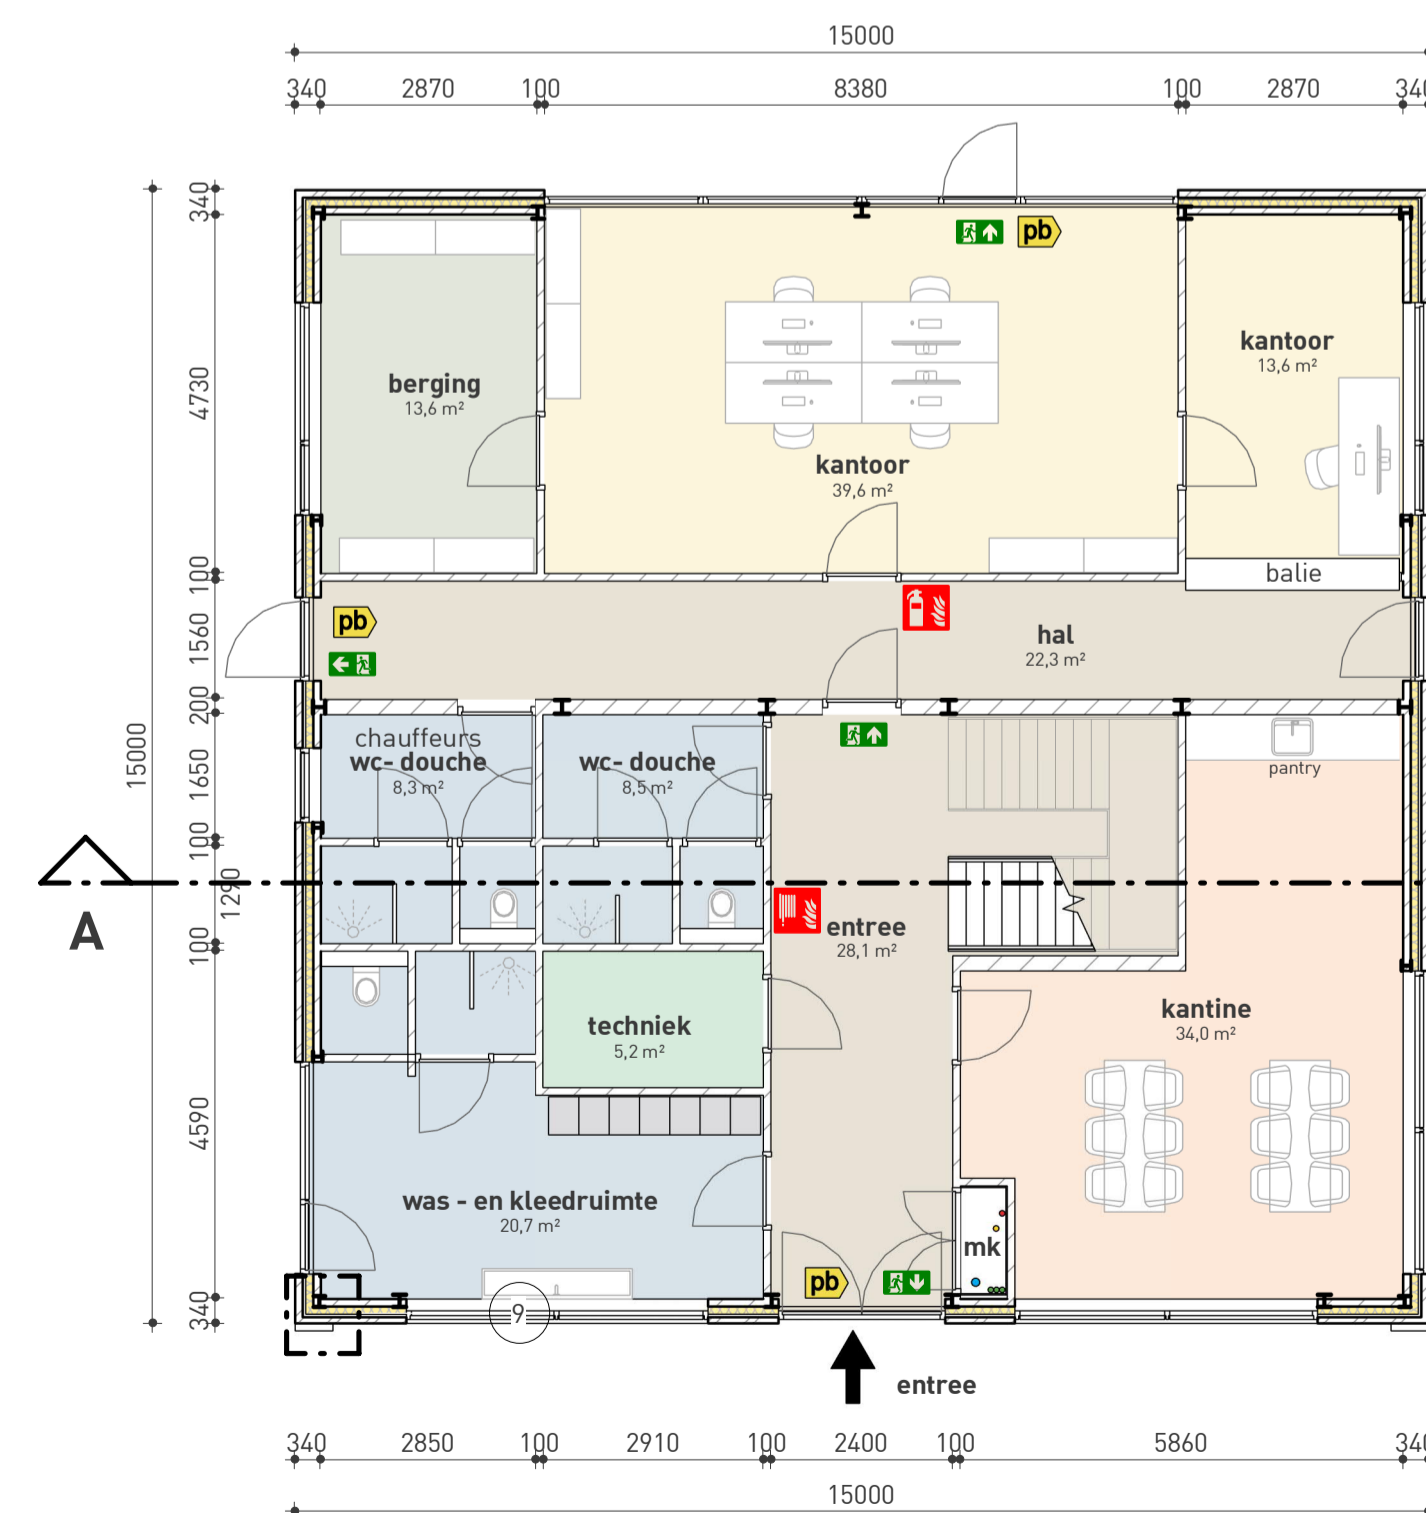 15000
340 2870 100 8380 100 2870 340
340
4730
100
1560
200
1650
100
1290
100
4590
340
15000
pb
berging
13,6 m²
kantoor
39,6 m²
kantoor
13,6 m²
balie
pb
hal
22,3 m²
chauffeurs
wc- douche
8,3 m²
wc- douche
8,5 m²
pantry
A
entree
28,1 m²
techniek
5,2 m²
kantine
34,0 m²
was - en kleedruimte
20,7 m²
mk
pb
9
entree
340 2850 100 2910 100 2400 100 5860 340
15000